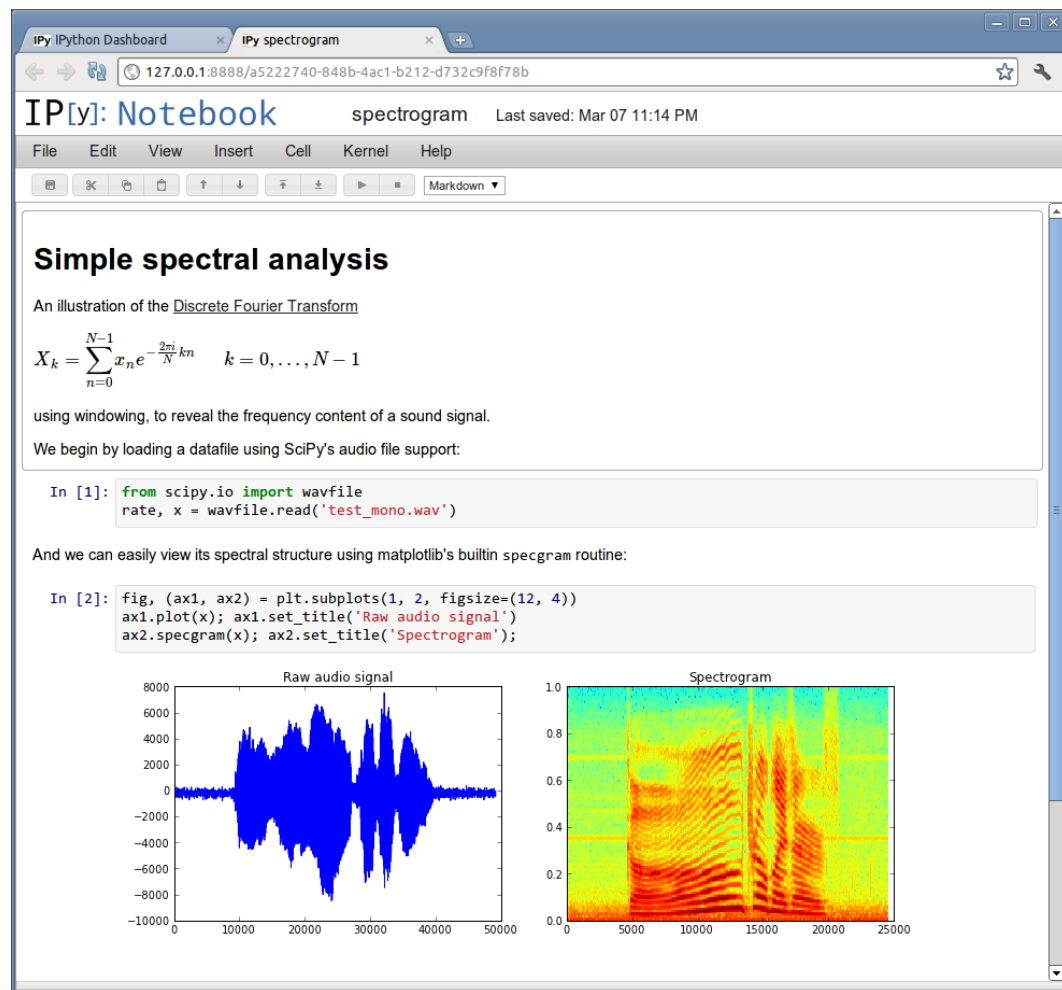 IPy IPython Dashboard × IPy spectrogram ×
127.0.0.1:8888/a5222740-848b-4ac1-b212-d732c9f8f78b
IP[y]: Notebook spectrogram Last saved: Mar 07 11:14 PM
File Edit View Insert Cell Kernel Help
Markdown ▼
Simple spectral analysis
An illustration of the Discrete Fourier Transform
X_k = \sum_{n=0}^{N-1} x_n e^{-\frac{2πi}{N} kn} k = 0, . . . , N − 1
using windowing, to reveal the frequency content of a sound signal.
We begin by loading a datafile using SciPy's audio file support:
In [1]: from scipy.io import wavfile
rate, x = wavfile.read('test_mono.wav')
And we can easily view its spectral structure using matplotlib's builtin specgram routine:
In [2]: fig, (ax1, ax2) = plt.subplots(1, 2, figsize=(12, 4))
ax1.plot(x); ax1.set_title('Raw audio signal')
ax2.specgram(x); ax2.set_title('Spectrogram');
Raw audio signal
8000
6000
4000
2000
0
−2000
−4000
−6000
−8000
−10000
0 10000 20000 30000 40000 50000
Spectrogram
1.0
0.8
0.6
0.4
0.2
0.0
0 5000 10000 15000 20000 25000